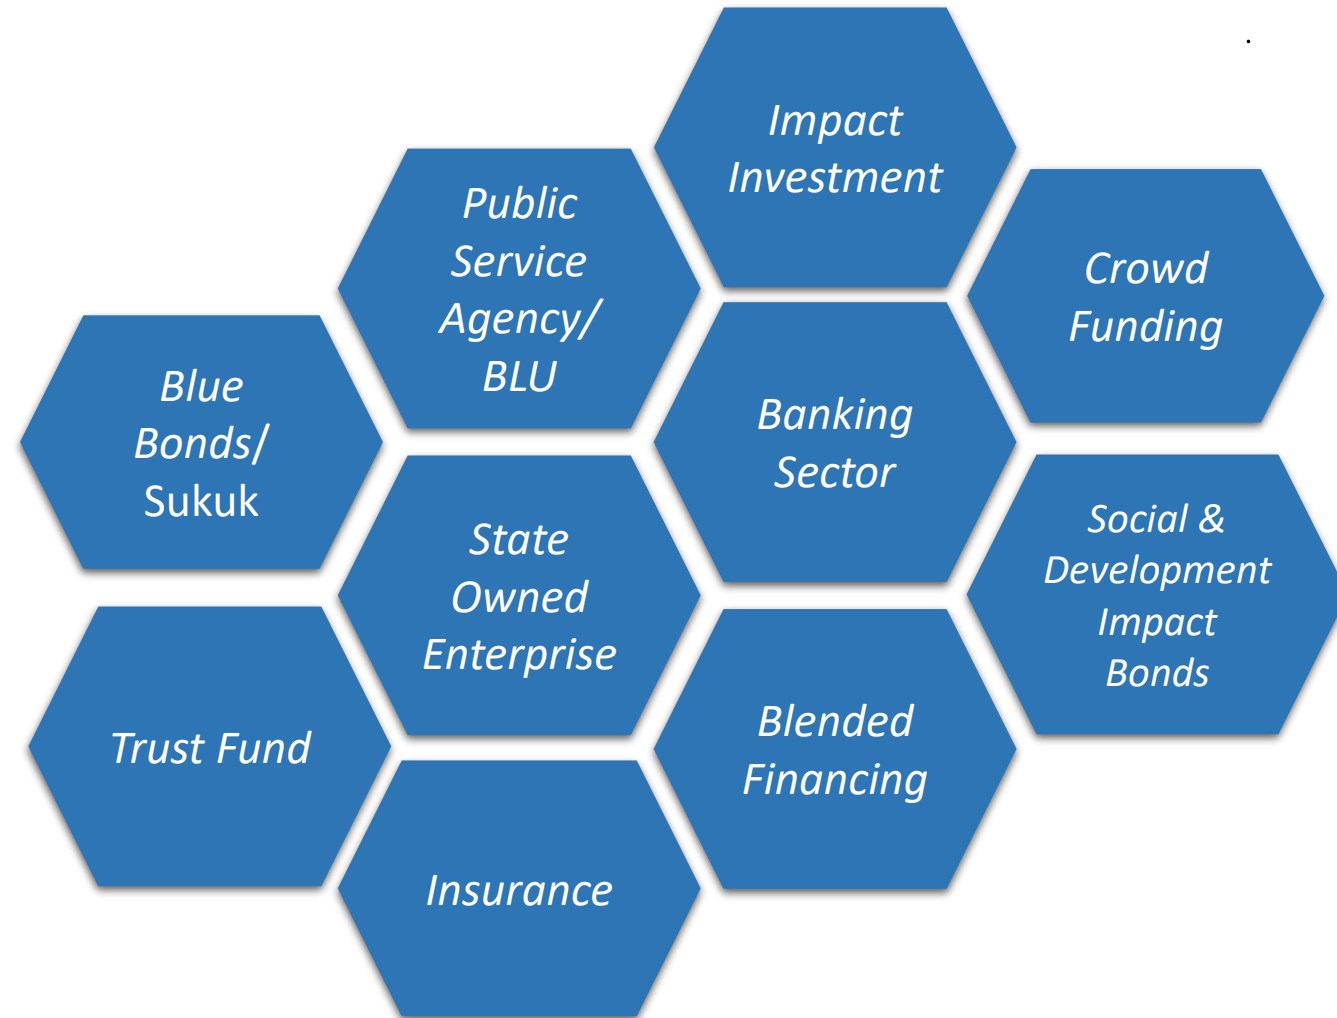 Impact
Investment
Public
Service
Agency/
BLU
Crowd
Funding
Blue
Bonds/
Sukuk
Banking
Sector
State
Owned
Enterprise
Social &
Development
Impact
Bonds
Trust Fund
Blended
Financing
Insurance
.